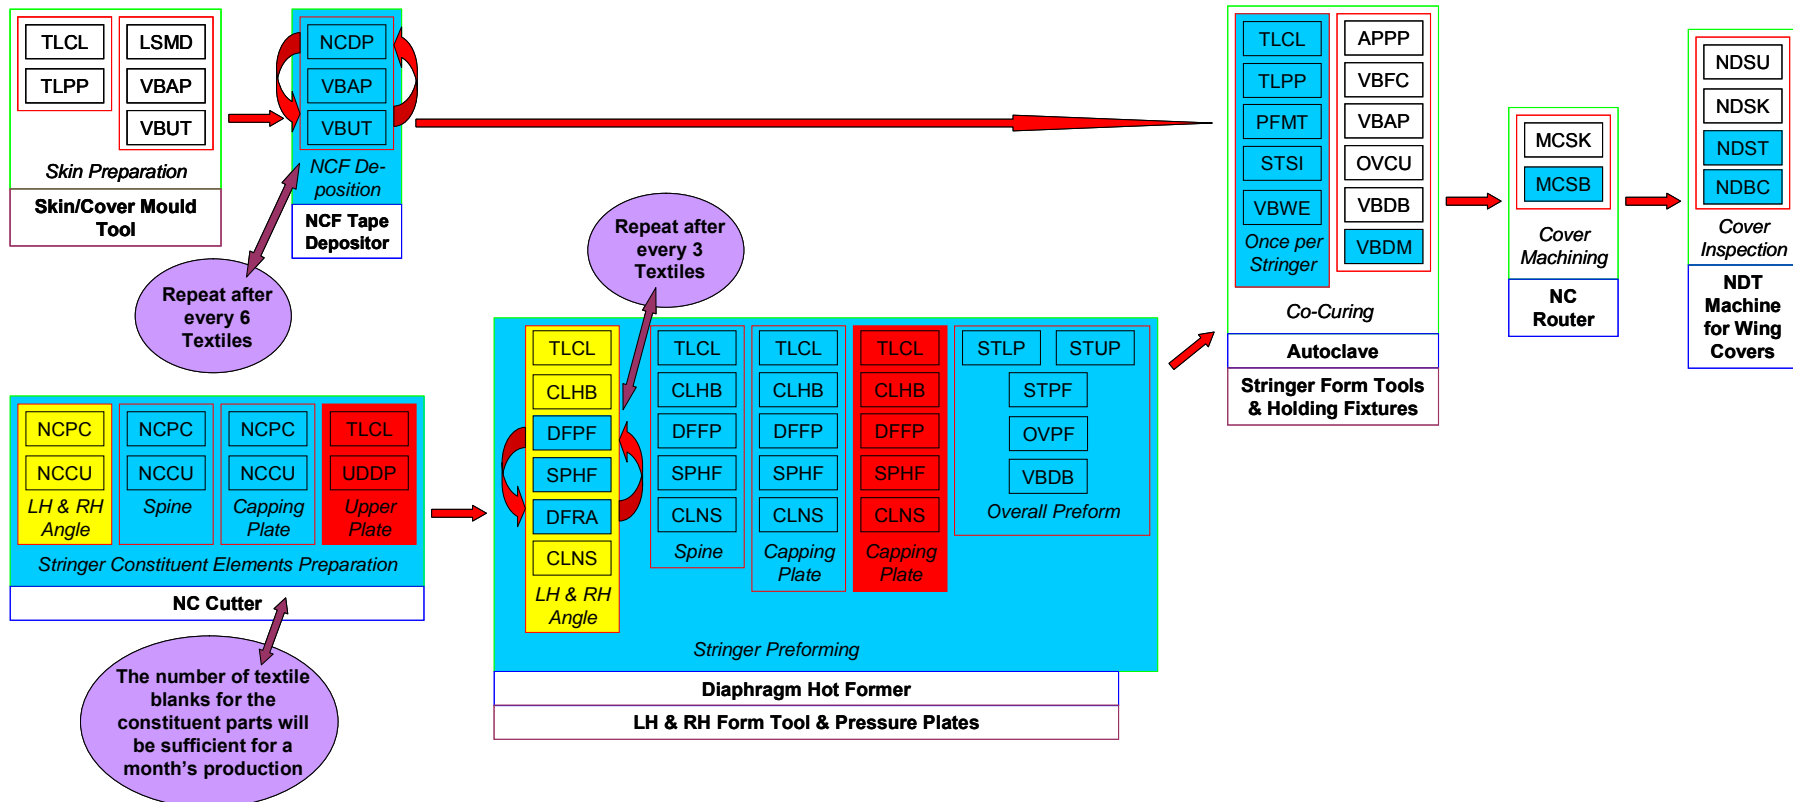 TLCL
TLPP
LSMD
VBAP
VBUT
Skin Preparation
Skin/Cover Mould
Tool
NCDP
VBAP
VBUT
NCF De-
position
NCF Tape
Depositor
Repeat after
every 6
Textiles
Repeat after
every 3
Textiles
NCPC
NCCU
LH & RH
Angle
NCPC
NCCU
Spine
NCPC
NCCU
Capping
Plate
TLCL
UDDP
Upper
Plate
Stringer Constituent Elements Preparation
NC Cutter
The number of textile
blanks for the
constituent parts will
be sufficient for a
month's production
TLCL
CLHB
DFPF
SPHF
DFRA
CLNS
LH & RH
Angle
TLCL
CLHB
DFFP
SPHF
CLNS
Spine
TLCL
CLHB
DFFP
SPHF
CLNS
Capping
Plate
TLCL
CLHB
DFFP
SPHF
CLNS
Capping
Plate
STLP
STUP
STPF
OVPF
VBDB
Overall Preform
Stringer Preforming
Diaphragm Hot Former
LH & RH Form Tool & Pressure Plates
TLCL
TLPP
PFMT
STSI
VBWE
Once per
Stringer
APPP
VBFC
VBAP
OVCU
VBDB
VBDM
Co-Curing
Autoclave
Stringer Form Tools
& Holding Fixtures
MCSK
MCSB
Cover
Machining
NC
Router
NDSU
NDSK
NDST
NDBC
Cover
Inspection
NDT
Machine
for Wing
Covers